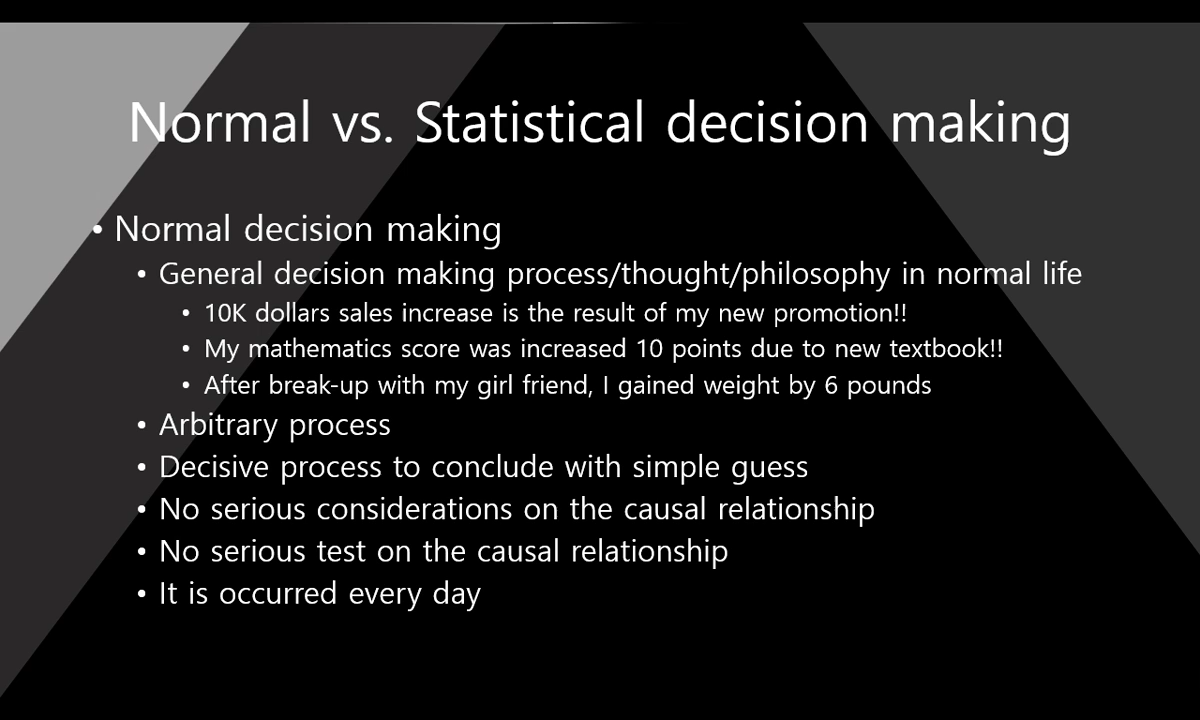 Normal vs. Statistical decision making
• Normal decision making
• General decision making process/thought/philosophy in normal life
• 10K dollars sales increase is the result of my new promotion!!
• My mathematics score was increased 10 points due to new textbook!!
• After break-up with my girl friend, I gained weight by 6 pounds
• Arbitrary process
• Decisive process to conclude with simple guess
• No serious considerations on the causal relationship
• No serious test on the causal relationship
• It is occurred every day